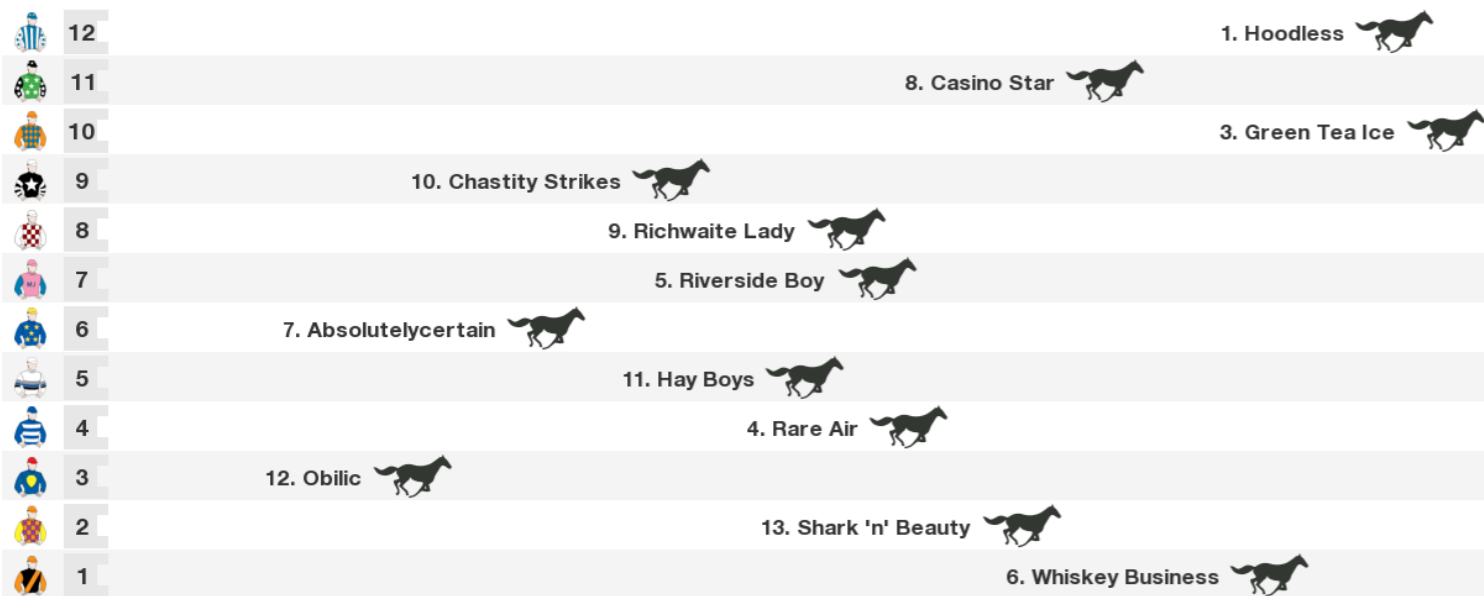 12 1. Hoodless
11 8. Casino Star
10 3. Green Tea Ice
9 10. Chastity Strikes
8 9. Richwaite Lady
7 5. Riverside Boy
6 7. Absolutelycertain
5 11. Hay Boys
4 4. Rare Air
3 12. Obilic
2 13. Shark 'n' Beauty
1 6. Whiskey Business